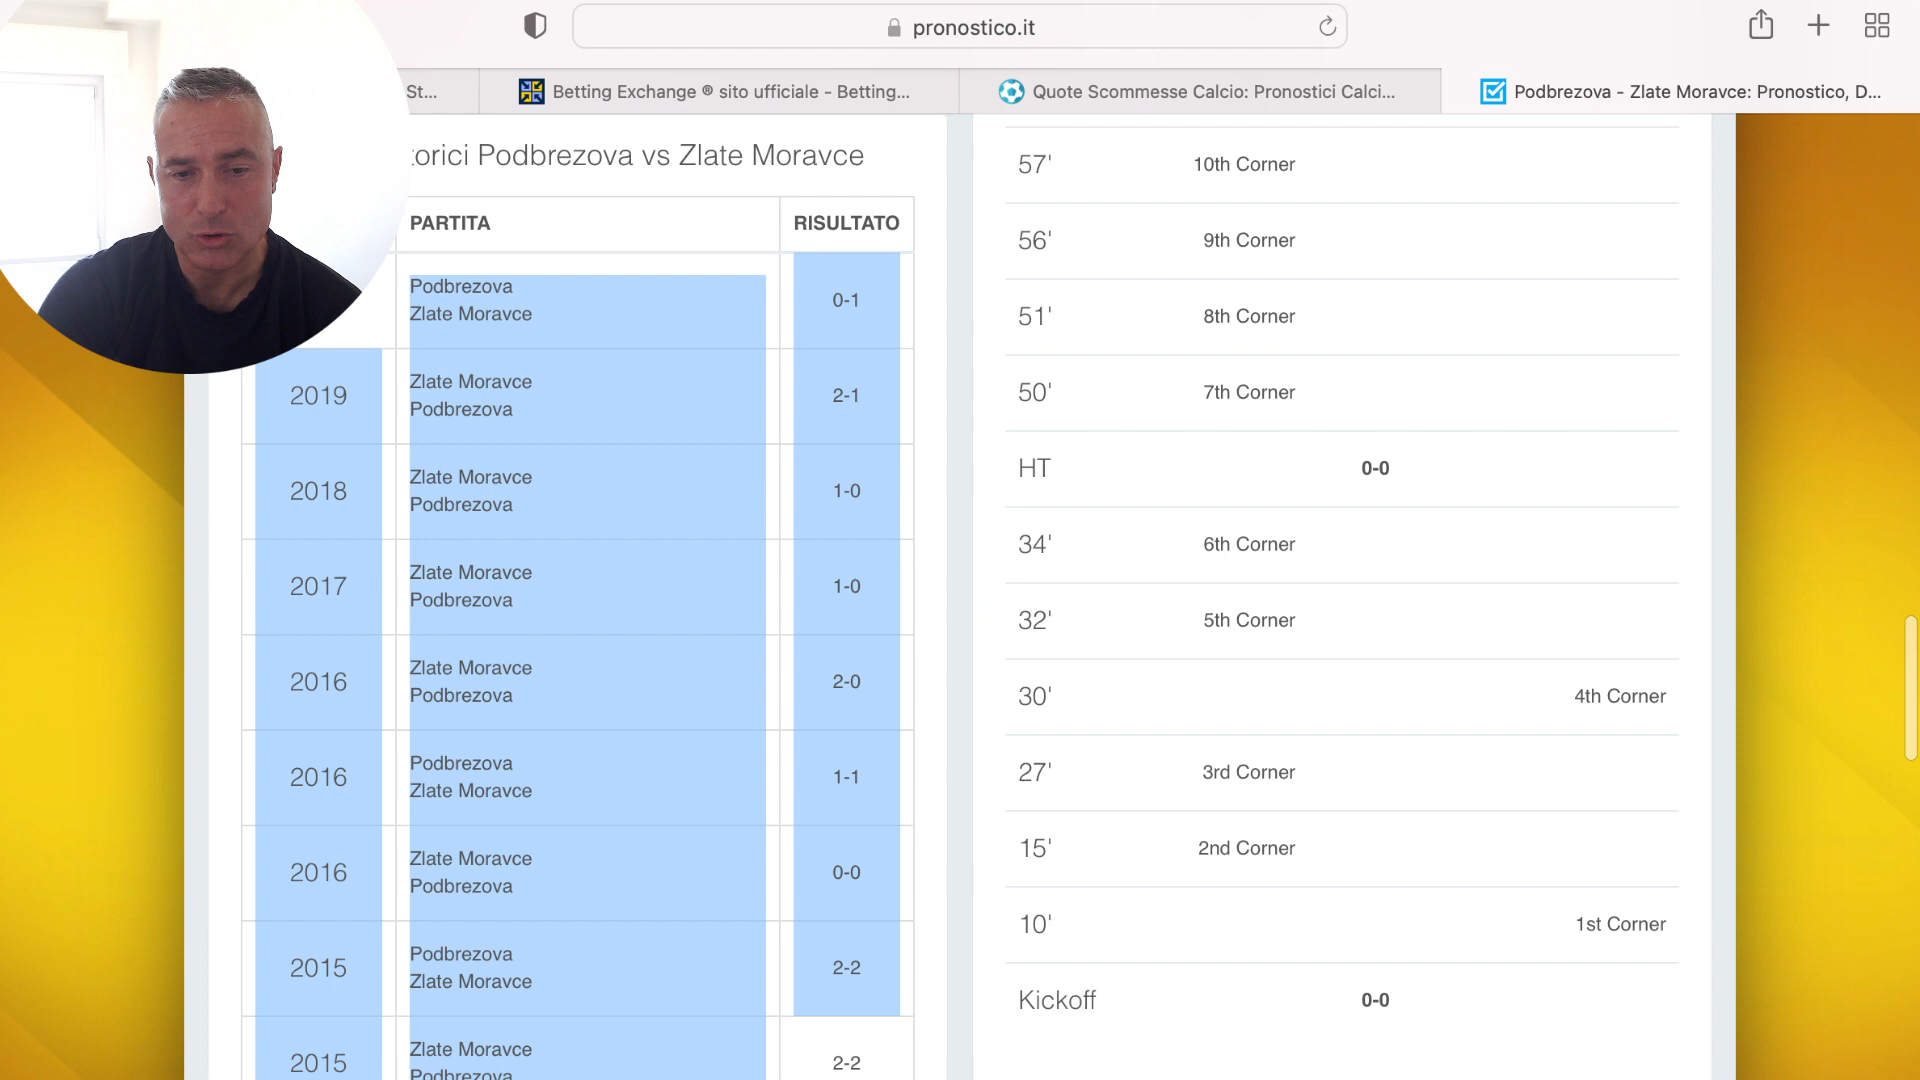 pronostico.it
St...
Betting Exchange ® sito ufficiale - Betting...
Quote Scommesse Calcio: Pronostici Calci...
Podbrezova - Zlate Moravce: Pronostico, D...
torici Podbrezova vs Zlate Moravce
PARTITA RISULTATO
Podbrezova
Zlate Moravce
0-1
2019
Zlate Moravce
Podbrezova
2-1
2018
Zlate Moravce
Podbrezova
1-0
2017
Zlate Moravce
Podbrezova
1-0
2016
Zlate Moravce
Podbrezova
2-0
2016
Podbrezova
Zlate Moravce
1-1
2016
Zlate Moravce
Podbrezova
0-0
2015
Podbrezova
Zlate Moravce
2-2
2015
Zlate Moravce
Podbrezova
2-2
57' 10th Corner
56' 9th Corner
51' 8th Corner
50' 7th Corner
HT 0-0
34' 6th Corner
32' 5th Corner
30' 4th Corner
27' 3rd Corner
15' 2nd Corner
10' 1st Corner
Kickoff 0-0